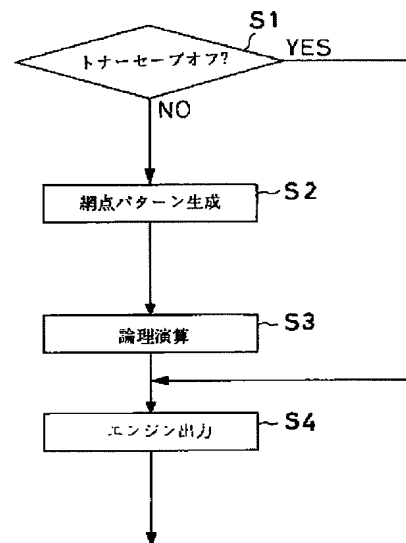 S1
トナーセーブオフ?
YES
NO
網点パターン生成
S2
論理演算
S3
エンジン出力
S4